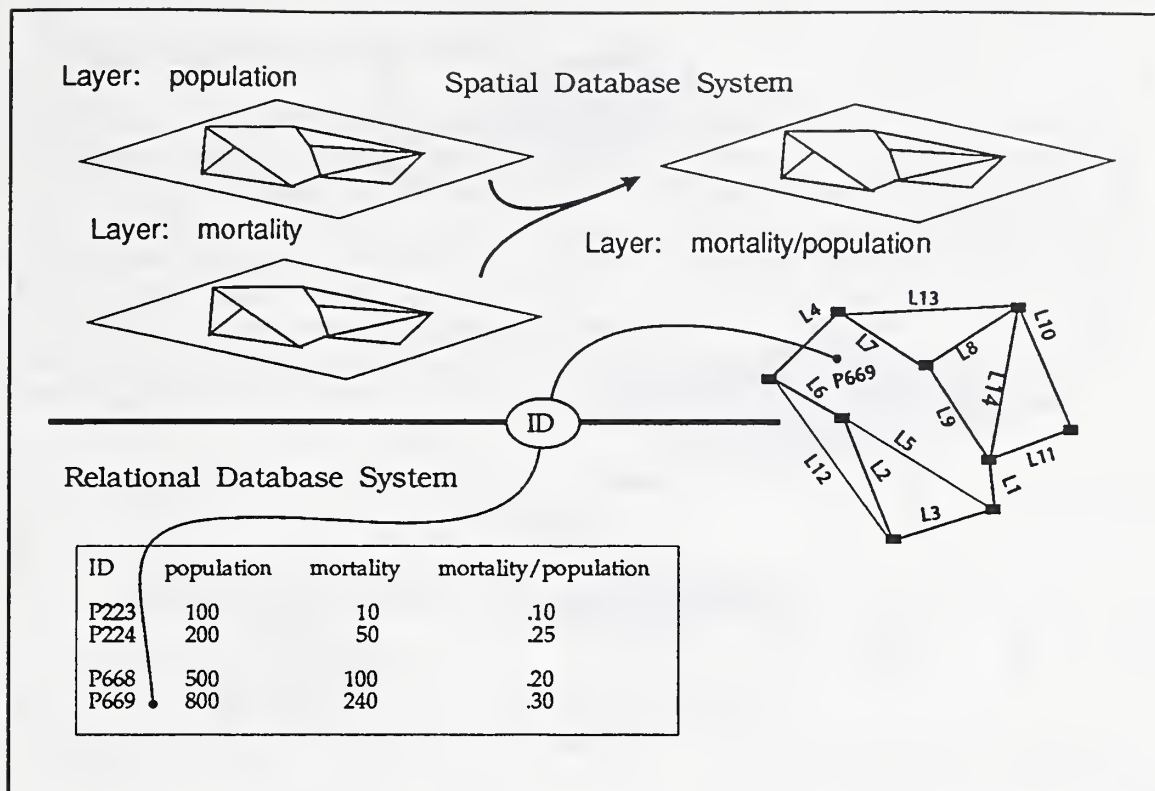 Layer: population
Spatial Database System
Layer: mortality
Layer: mortality/population
L4
L13
L10
L7
L8
P669
L6
L14
L9
ID
L5
L12
L2
L11
L1
L3
Relational Database System
ID population mortality mortality/population
P223 100 10 .10
P224 200 50 .25
P668 500 100 .20
P669 800 240 .30